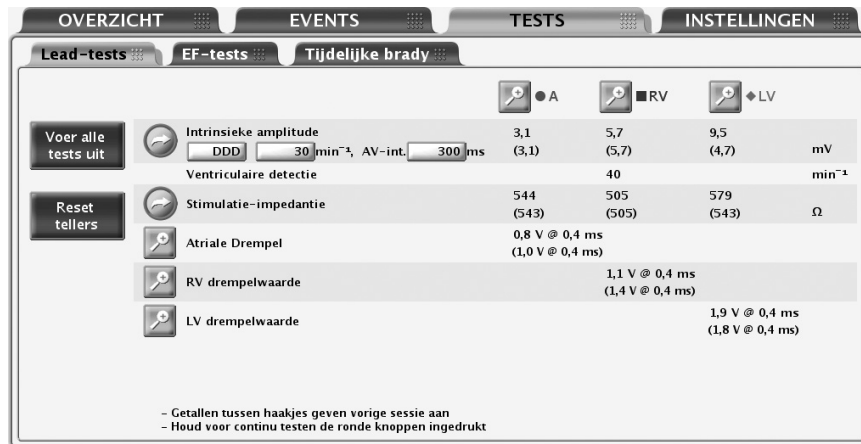 OVERZICHT EVENTS TESTS INSTELLINGEN
Lead-tests EF-tests Tijdelijke brady
A RV LV
Voer alle
tests uit
Intrinsieke amplitude 3,1 5,7 9,5
DDD 30 min⁻¹, AV-int. 300 ms (3,1) (5,7) (4,7) mV
Ventriculaire detectie 40 min⁻¹
Reset
tellers
Stimulatie-impedantie 544 505 579
(543) (505) (543) Ω
Atriale Drempel 0,8 V @ 0,4 ms
(1,0 V @ 0,4 ms)
RV drempelwaarde 1,1 V @ 0,4 ms
(1,4 V @ 0,4 ms)
LV drempelwaarde 1,9 V @ 0,4 ms
(1,8 V @ 0,4 ms)
- Getallen tussen haakjes geven vorige sessie aan
- Houd voor continu testen de ronde knoppen ingedrukt